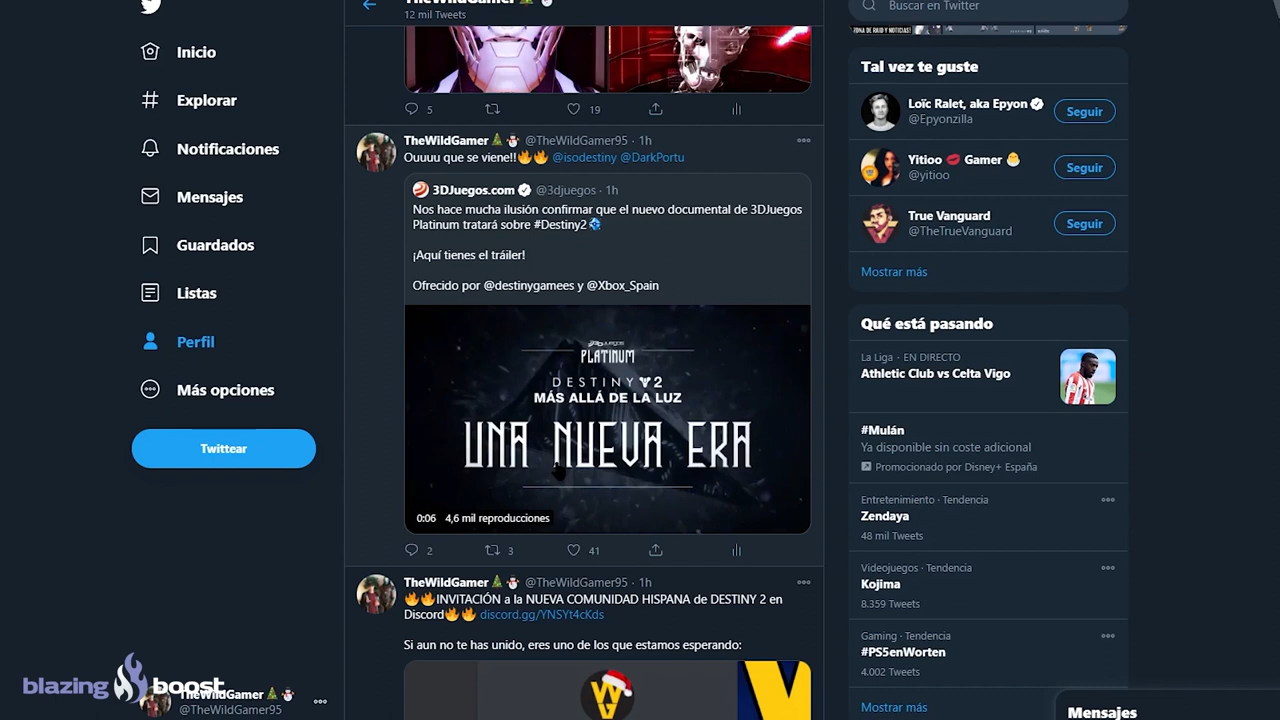 Inicio
Explorar
Notificaciones
Mensajes
Guardados
Listas
Perfil
Más opciones
Twittear
TheWildGamer🎄⛄
@TheWildGamer95
blazing boost
TheWildGamer🎄⛄
12 mil Tweets
5
19
TheWildGamer🎄⛄ @TheWildGamer95 · 1h
Ouuuu que se viene!!🔥🔥 @isodestiny @DarkPortu
3DJuegos.com @3djuegos · 1h
Nos hace mucha ilusión confirmar que el nuevo documental de 3DJuegos
Platinum tratará sobre #Destiny2
¡Aquí tienes el tráiler!
Ofrecido por @destinygamees y @Xbox_Spain
3DJUEGOS
PLATINUM
DESTINY 2
MÁS ALLÁ DE LA LUZ
UNA NUEVA ERA
0:06 4,6 mil reproducciones
2
3
41
TheWildGamer🎄⛄ @TheWildGamer95 · 1h
🔥🔥INVITACIÓN a la NUEVA COMUNIDAD HISPANA de DESTINY 2 en
Discord🔥🔥 discord.gg/YNSYt4cKds
Si aun no te has unido, eres uno de los que estamos esperando:
WG
Buscar en Twitter
ZONA DE RAID Y NOTICIAS!
Tal vez te guste
Loïc Ralet, aka Epyon
@Epyonzilla
Seguir
Yitioo 💋 Gamer 🐣
@yitioo
Seguir
True Vanguard
@TheTrueVanguard
Seguir
Mostrar más
Qué está pasando
La Liga · EN DIRECTO
Athletic Club vs Celta Vigo
#Mulán
Ya disponible sin coste adicional
Promocionado por Disney+ España
Entretenimiento · Tendencia
Zendaya
48 mil Tweets
Videojuegos · Tendencia
Kojima
8.359 Tweets
Gaming · Tendencia
#PS5enWorten
4.002 Tweets
Mostrar más
Mensajes